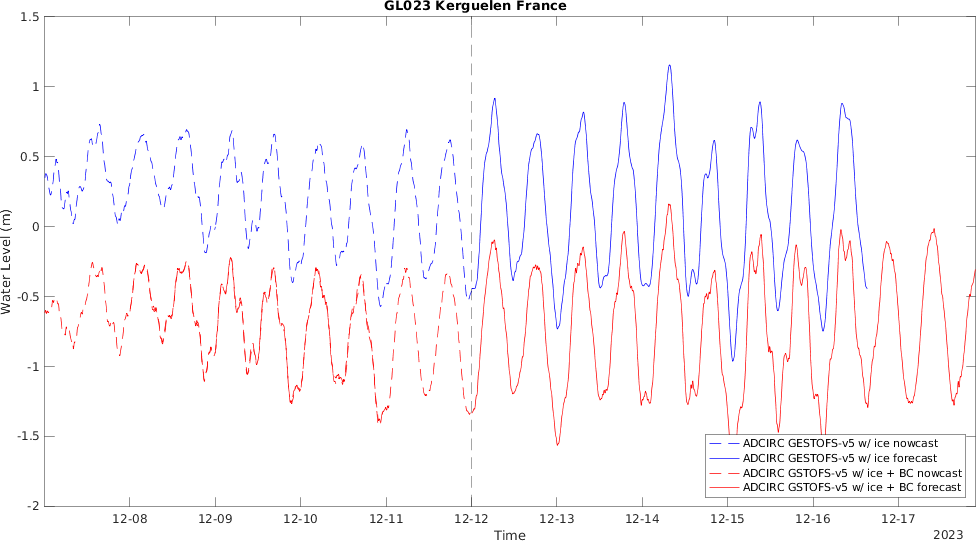 GL023 Kerguelen France
1.5
1
0.5
0
-0.5
-1
-1.5
-2
Water Level (m)
ADCIRC GESTOFS-v5 w/ ice nowcast
ADCIRC GESTOFS-v5 w/ ice forecast
ADCIRC GSTOFS-v5 w/ ice + BC nowcast
ADCIRC GSTOFS-v5 w/ ice + BC forecast
12-08 12-09 12-10 12-11 12-12 12-13 12-14 12-15 12-16 12-17
Time
2023